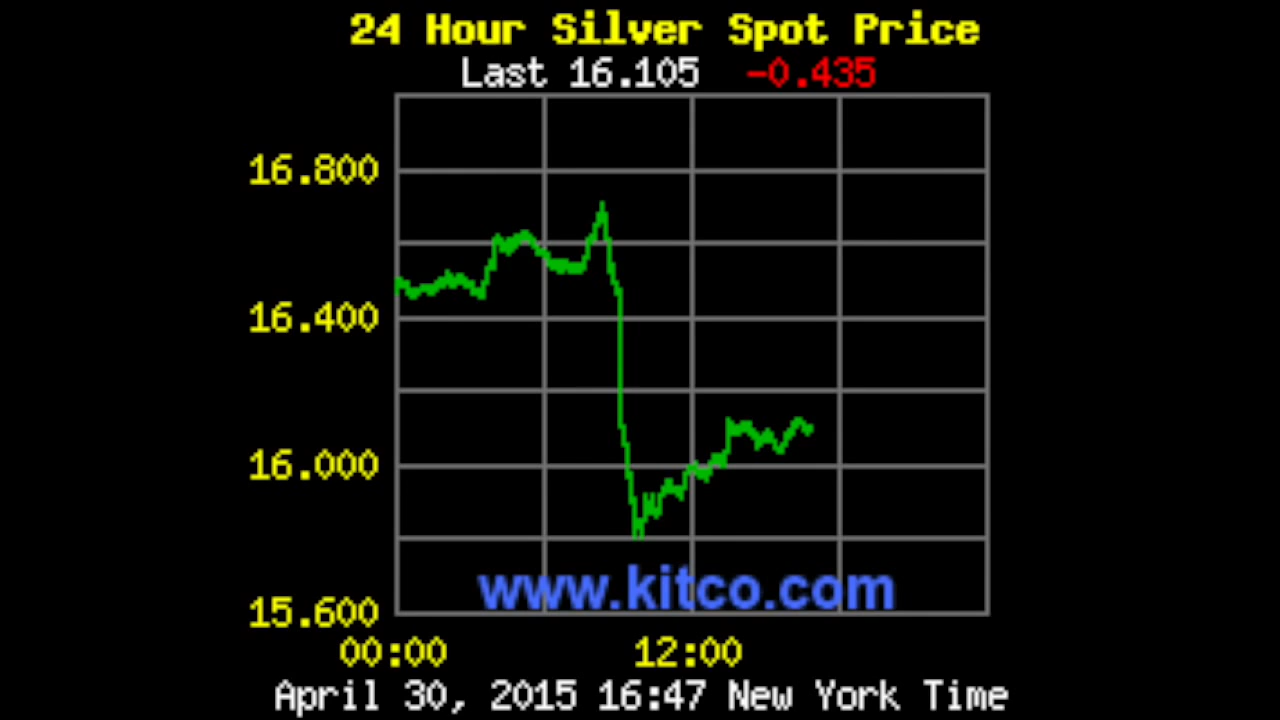 24 Hour Silver Spot Price
Last 16.105 -0.435
16.800
16.400
16.000
15.600
www.kitco.com
00:00 12:00
April 30, 2015 16:47 New York Time